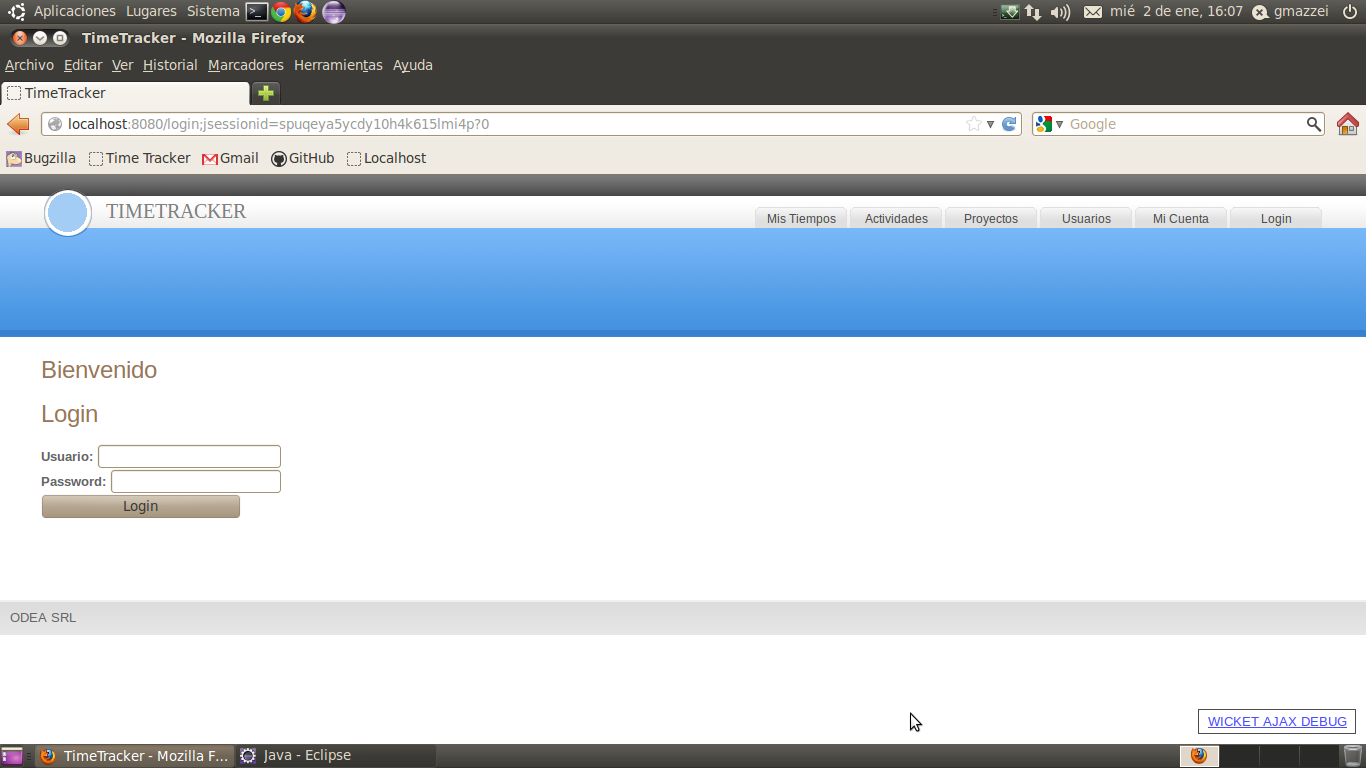 Aplicaciones Lugares Sistema mié 2 de ene, 16:07 gmazzei
TimeTracker - Mozilla Firefox
Archivo Editar Ver Historial Marcadores Herramientas Ayuda
TimeTracker
localhost:8080/login;jsessionid=spuqeya5ycdy10h4k615lmi4p?0 Google
Bugzilla Time Tracker Gmail GitHub Localhost
TIMETRACKER
Mis Tiempos Actividades Proyectos Usuarios Mi Cuenta Login
Bienvenido
Login
Usuario:
Password:
Login
ODEA SRL
WICKET AJAX DEBUG
TimeTracker - Mozilla F... Java - Eclipse